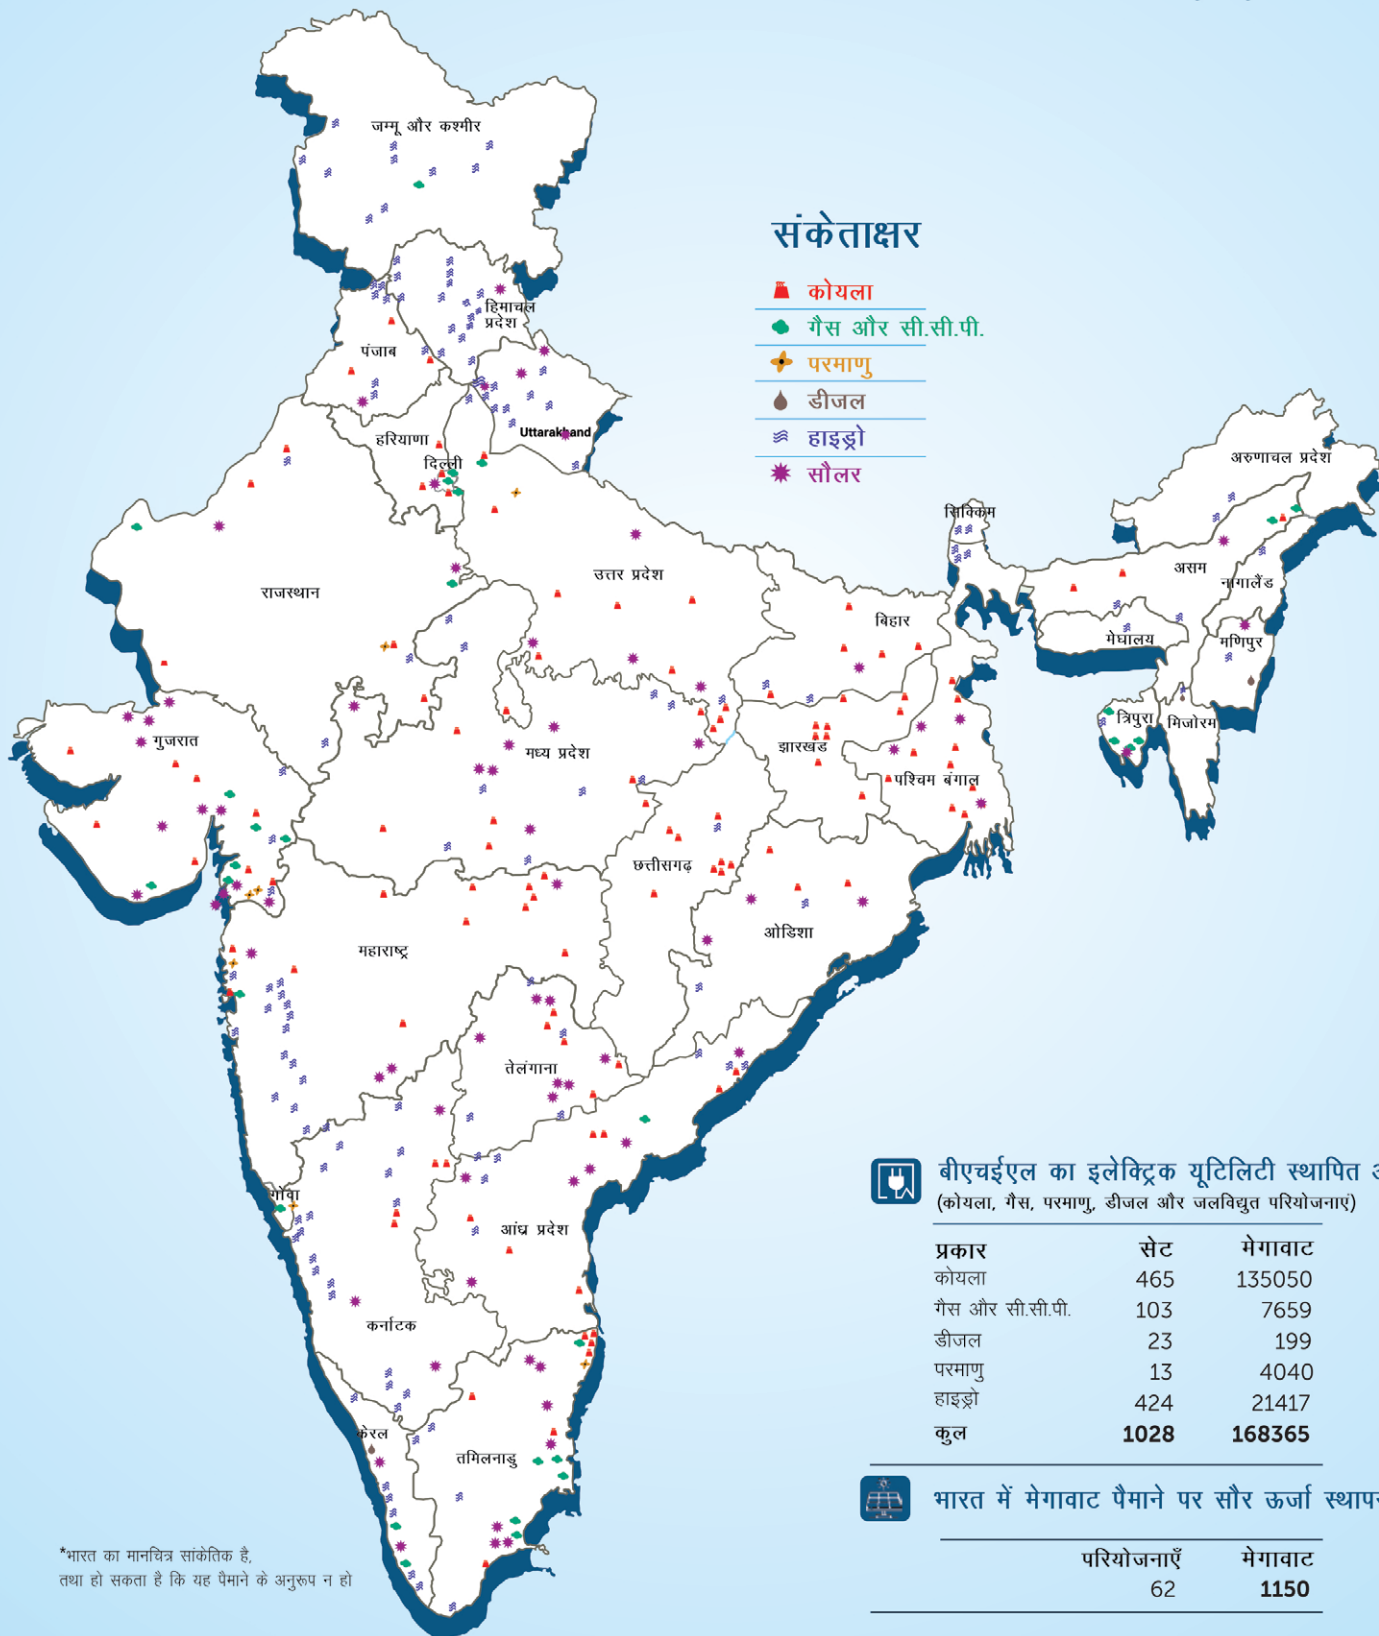 जम्मू और कश्मीर
संकेताक्षर
कोयला
गैस और सी.सी.पी.
परमाणु
डीजल
हाइड्रो
सौलर
हिमाचल
प्रदेश
पंजाब
Uttarakhand
हरियाणा
दिल्ली
अरुणाचल प्रदेश
सिक्किम
राजस्थान
उत्तर प्रदेश
असम
नागालैंड
बिहार
मेघालय
मणिपुर
त्रिपुरा
मिजोरम
गुजरात
मध्य प्रदेश
झारखंड
पश्चिम बंगाल
छत्तीसगढ़
ओडिशा
महाराष्ट्र
तेलंगाना
गोवा
आंध्र प्रदेश
कर्नाटक
केरल
तमिलनाडु
बीएचईएल का इलेक्ट्रिक यूटिलिटी स्थापित
(कोयला, गैस, परमाणु, डीजल और जलविद्युत परियोजनाएं)
प्रकार सेट मेगावाट
कोयला 465 135050
गैस और सी.सी.पी. 103 7659
डीजल 23 199
परमाणु 13 4040
हाइड्रो 424 21417
कुल 1028 168365
भारत में मेगावाट पैमाने पर सौर ऊर्जा
परियोजनाएँ मेगावाट
62 1150
*भारत का मानचित्र सांकेतिक है,
तथा हो सकता है कि यह पैमाने के अनुरूप न हो